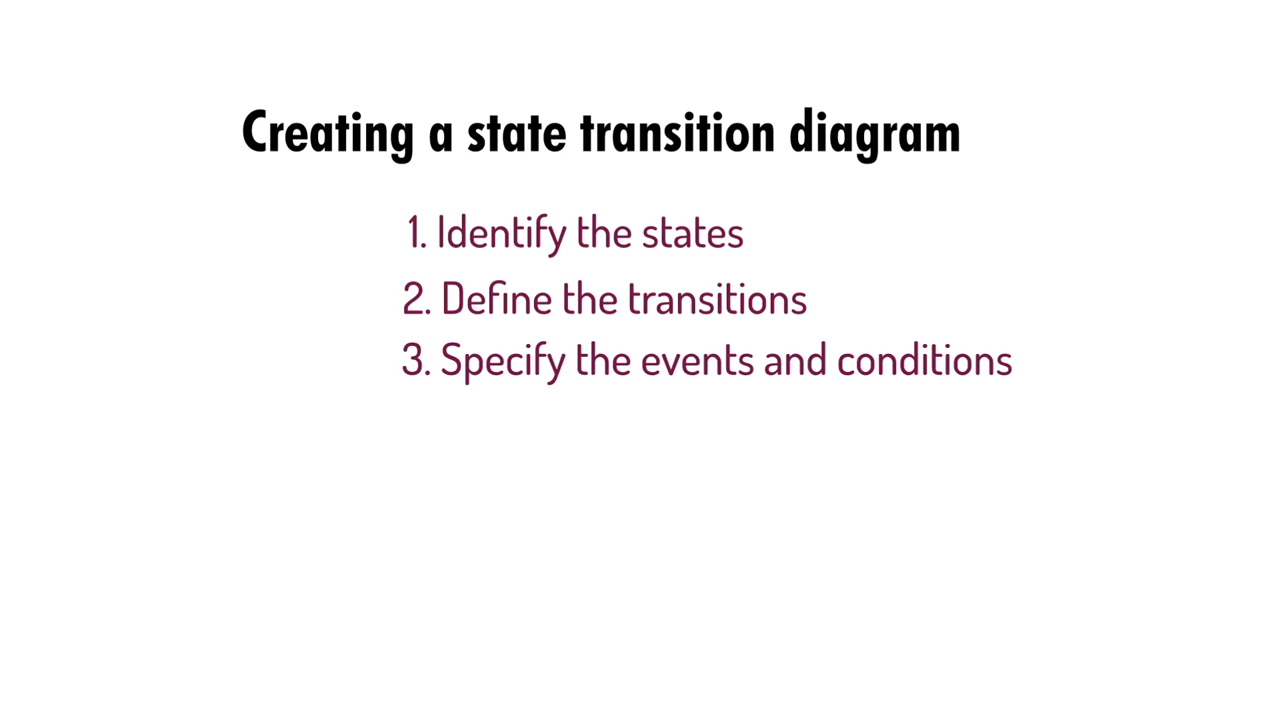 Creating a state transition diagram
1. Identify the states
2. Define the transitions
3. Specify the events and conditions